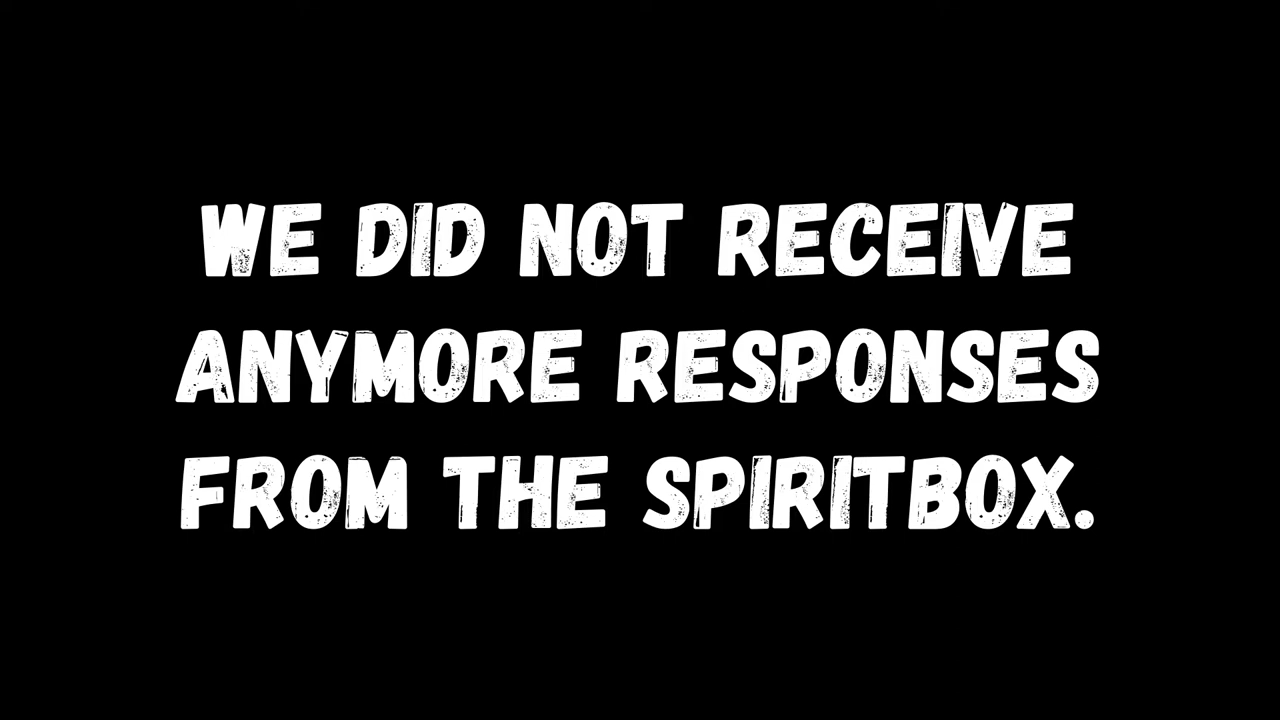 WE DID NOT RECEIVE
ANYMORE RESPONSES
FROM THE SPIRITBOX.